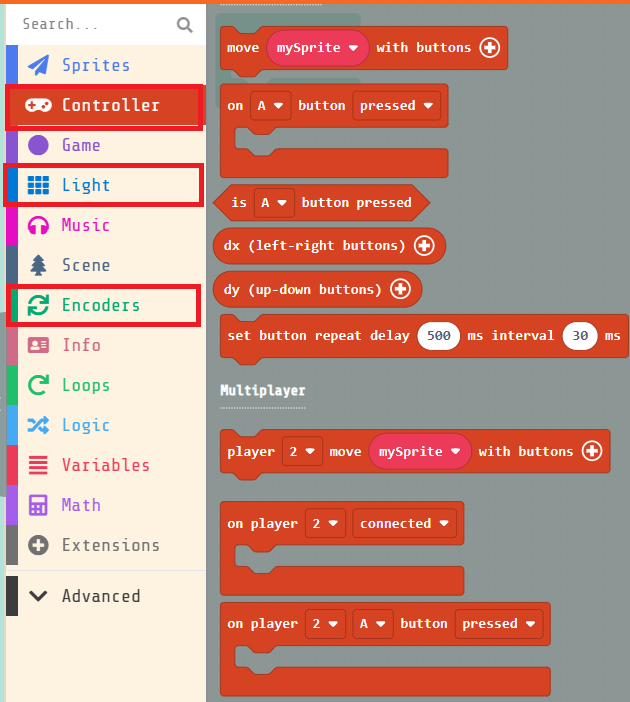 Search...
Sprites
Controller
Game
Light
Music
Scene
Encoders
Info
Loops
Logic
Variables
Math
Extensions
Advanced
move mySprite with buttons
on A button pressed
is A button pressed
dx (left-right buttons)
dy (up-down buttons)
set button repeat delay 500 ms interval 30 ms
Multiplayer
player 2 move mySprite with buttons
on player 2 connected
on player 2 A button pressed